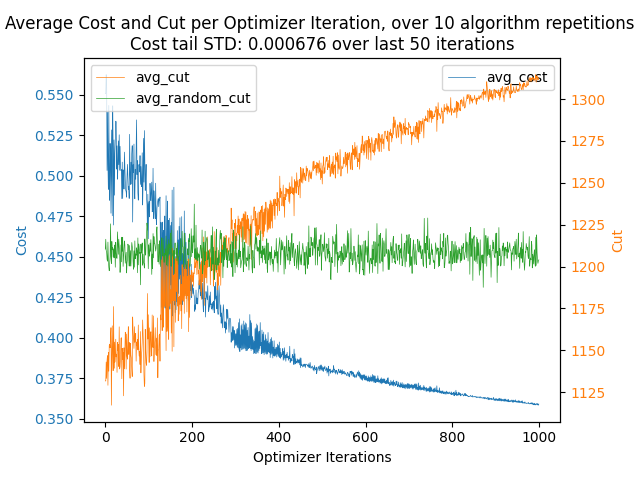 Average Cost and Cut per Optimizer Iteration, over 10 algorithm repetitions
Cost tail STD: 0.000676 over last 50 iterations
avg_cut
avg_random_cut
avg_cost
0.550
0.525
0.500
0.475
0.450
0.425
0.400
0.375
0.350
Cost
1300
1275
1250
1225
1200
1175
1150
1125
Cut
0
200
400
600
800
1000
Optimizer Iterations